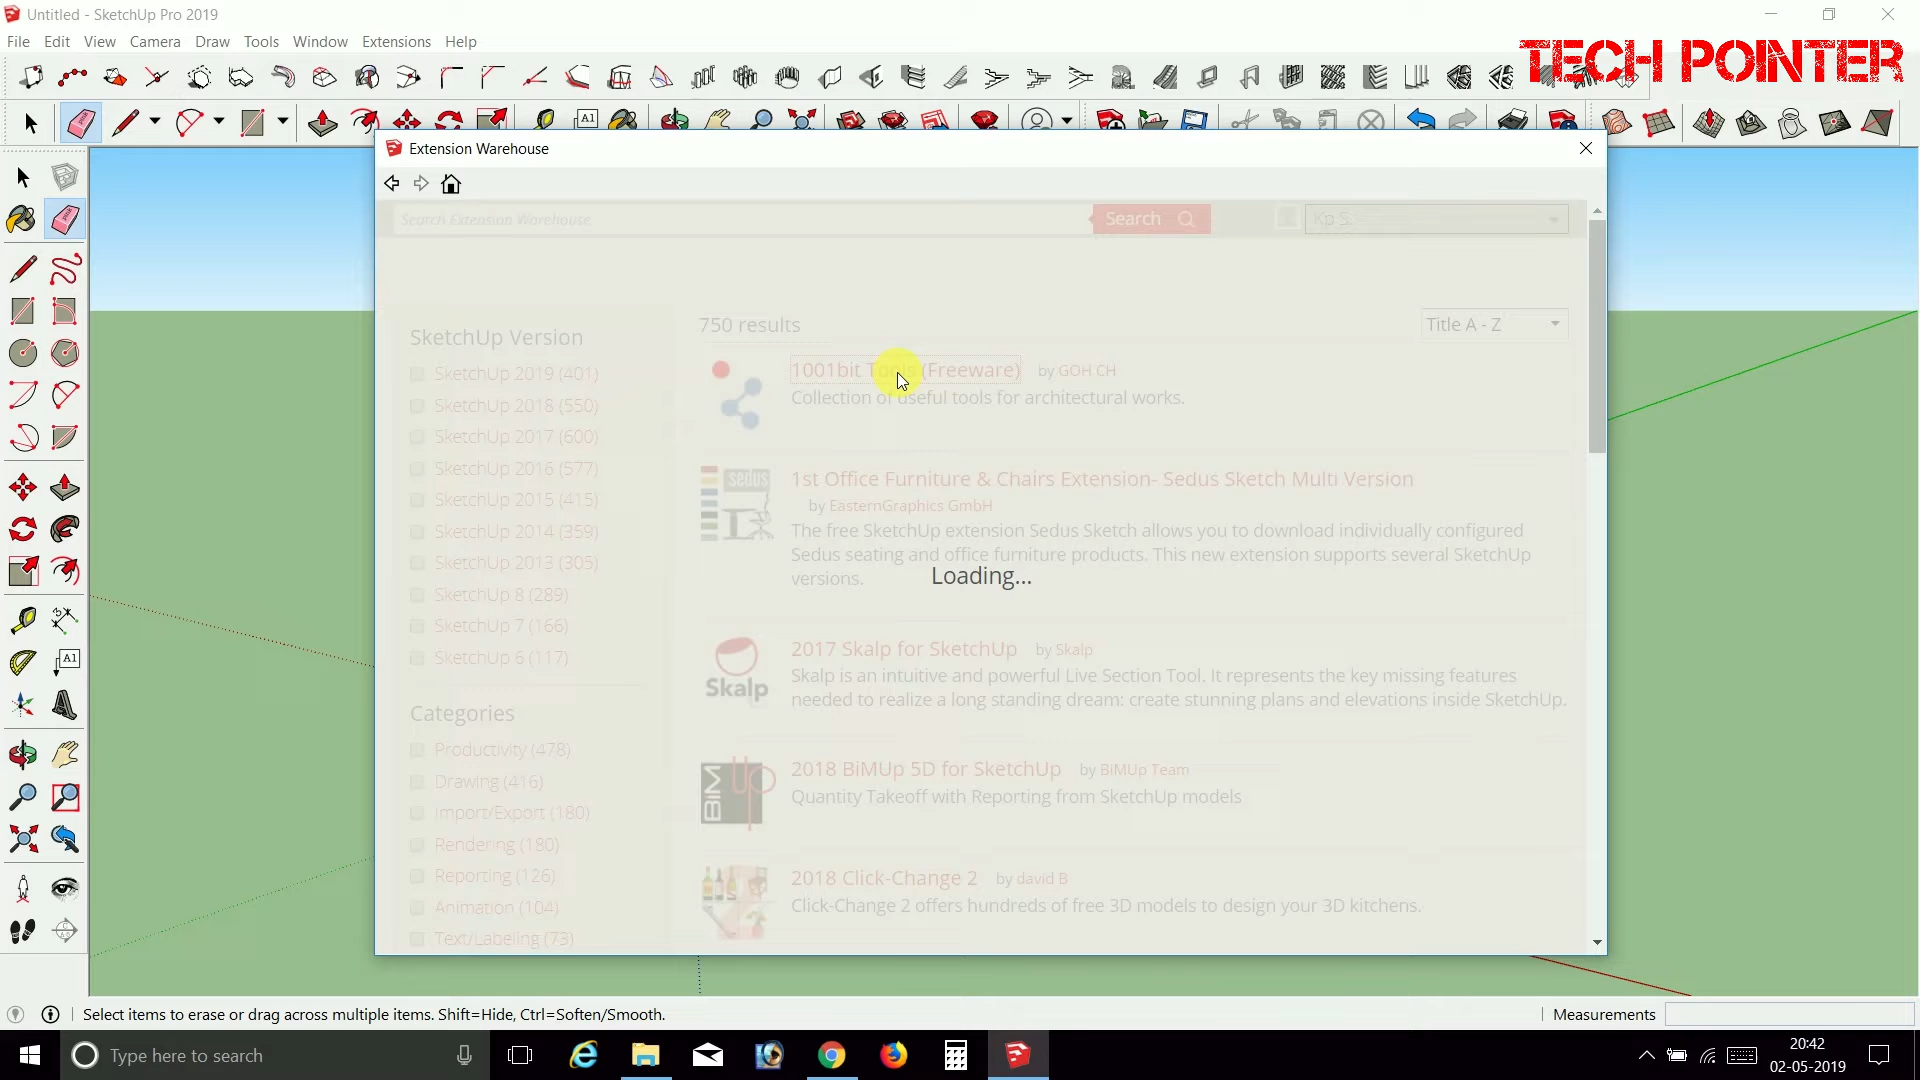 Untitled - SketchUp Pro 2019
File Edit View Camera Draw Tools Window Extensions Help
TECH POINTER
Extension Warehouse
Search Extension Warehouse
Search
Kp S.
SketchUp Version
SketchUp 2019 (401)
SketchUp 2018 (550)
SketchUp 2017 (600)
SketchUp 2016 (577)
SketchUp 2015 (415)
SketchUp 2014 (359)
SketchUp 2013 (305)
SketchUp 8 (289)
SketchUp 7 (166)
SketchUp 6 (117)
Categories
Productivity (478)
Drawing (416)
Import/Export (180)
Rendering (180)
Reporting (126)
Animation (104)
Text/Labeling (73)
750 results
Title A - Z
1001bit Tools (Freeware) by GOH CH
Collection of useful tools for architectural works.
sedus
1st Office Furniture & Chairs Extension- Sedus Sketch Multi Version
by EasternGraphics GmbH
The free SketchUp extension Sedus Sketch allows you to download individually configured
Sedus seating and office furniture products. This new extension supports several SketchUp
versions.
Loading...
Skalp
2017 Skalp for SketchUp by Skalp
Skalp is an intuitive and powerful Live Section Tool. It represents the key missing features
needed to realize a long standing dream: create stunning plans and elevations inside SketchUp.
BIM UP
2018 BiMUp 5D for SketchUp by BiMUp Team
Quantity Takeoff with Reporting from SketchUp models
2018 Click-Change 2 by david B
Click-Change 2 offers hundreds of free 3D models to design your 3D kitchens.
A1
A1
Select items to erase or drag across multiple items. Shift=Hide, Ctrl=Soften/Smooth.
Measurements
Type here to search
20:42
02-05-2019